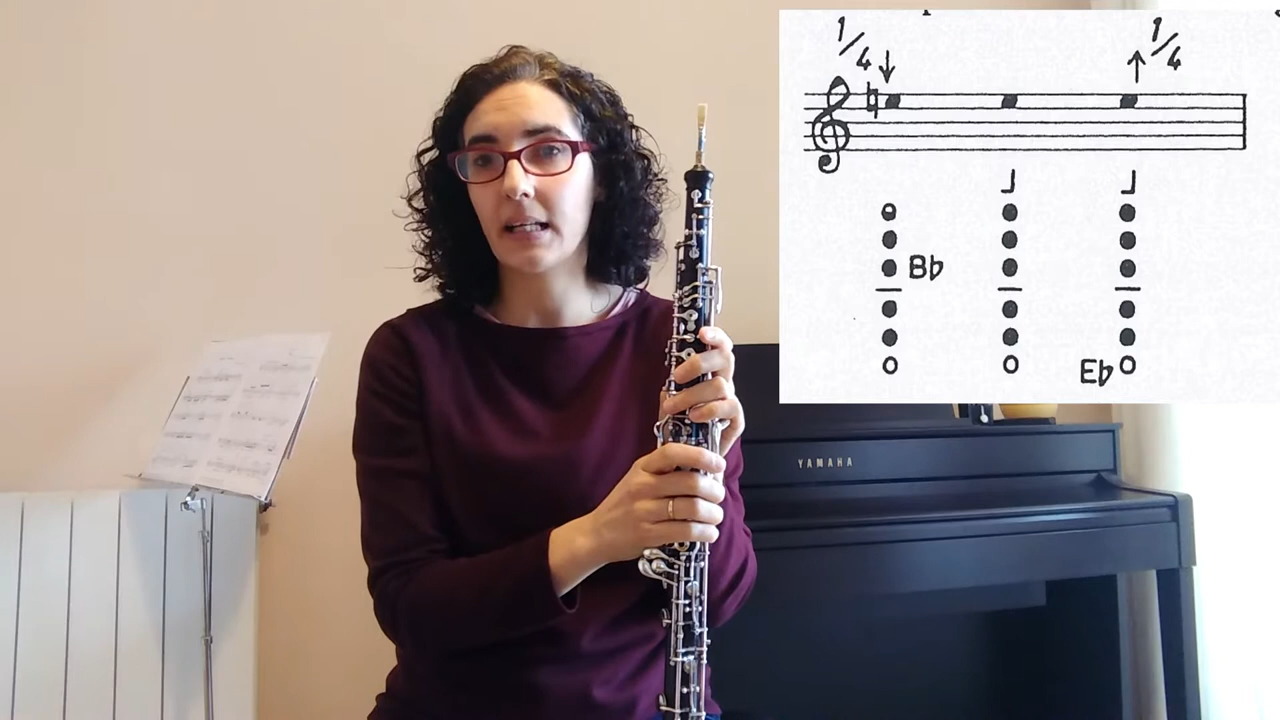 1/4 ↓ ↑ 1/4
Bb
Eb
YAMAHA